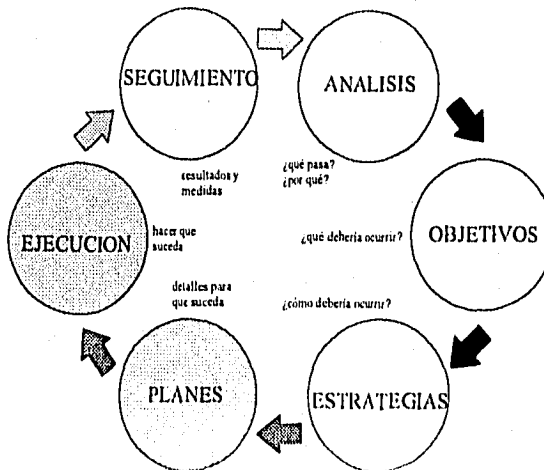 SEGUIMIENTO
ANALISIS
resultados y
medidas
¿qué pasa?
¿por qué?
EJECUCION
hacer que
suceda
¿qué debería ocurrir?
OBJETIVOS
detalles para
que suceda
¿cómo debería ocurrir?
PLANES
ESTRATEGIAS